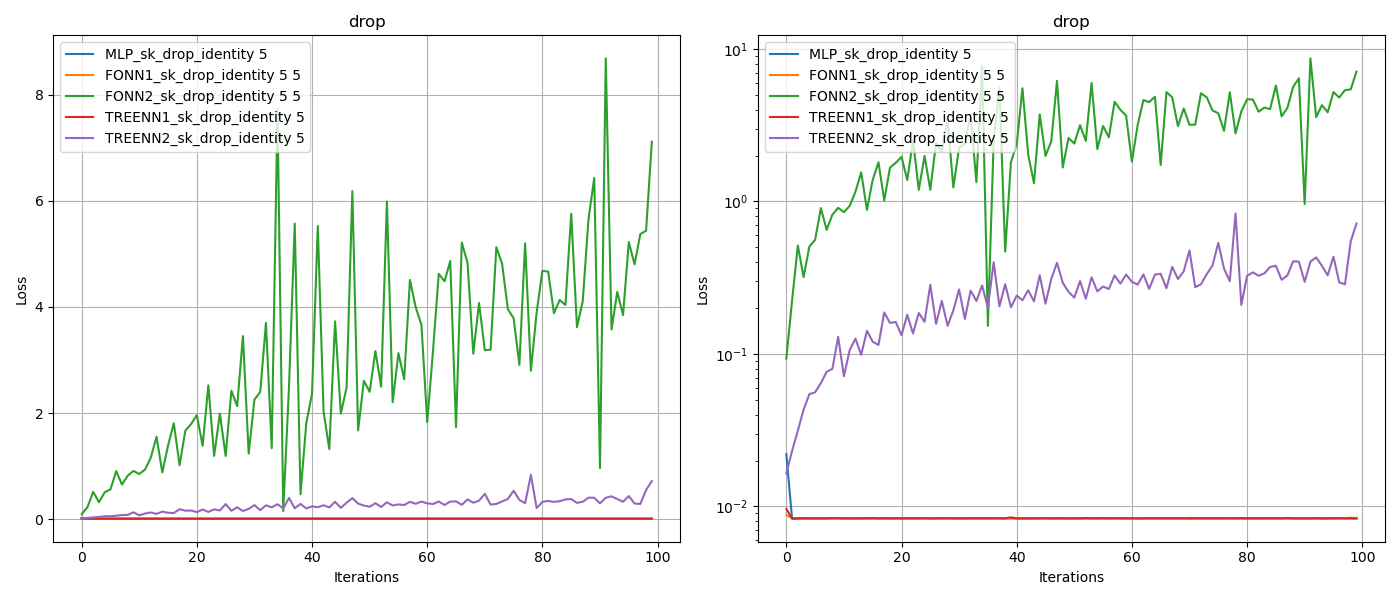 drop
MLP_sk_drop_identity 5
FONN1_sk_drop_identity 5 5
FONN2_sk_drop_identity 5 5
TREENN1_sk_drop_identity 5
TREENN2_sk_drop_identity 5
8
6
4
2
0
Loss
0 20 40 60 80 100
Iterations
drop
MLP_sk_drop_identity 5
FONN1_sk_drop_identity 5 5
FONN2_sk_drop_identity 5 5
TREENN1_sk_drop_identity 5
TREENN2_sk_drop_identity 5
10¹
10⁰
10⁻¹
10⁻²
Loss
0 20 40 60 80 100
Iterations